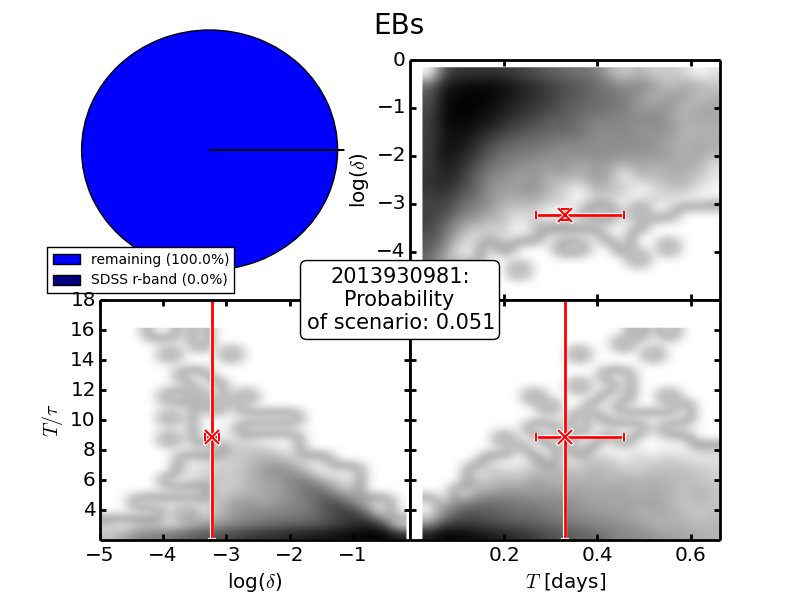 EBs
remaining (100.0%)
SDSS r-band (0.0%)
0
−1
−2
−3
−4
log(δ)
2013930981:
Probability
of scenario: 0.051
18
16
14
12
10
8
6
4
T/τ
−5 −4 −3 −2 −1
log(δ)
0.2 0.4 0.6
T [days]